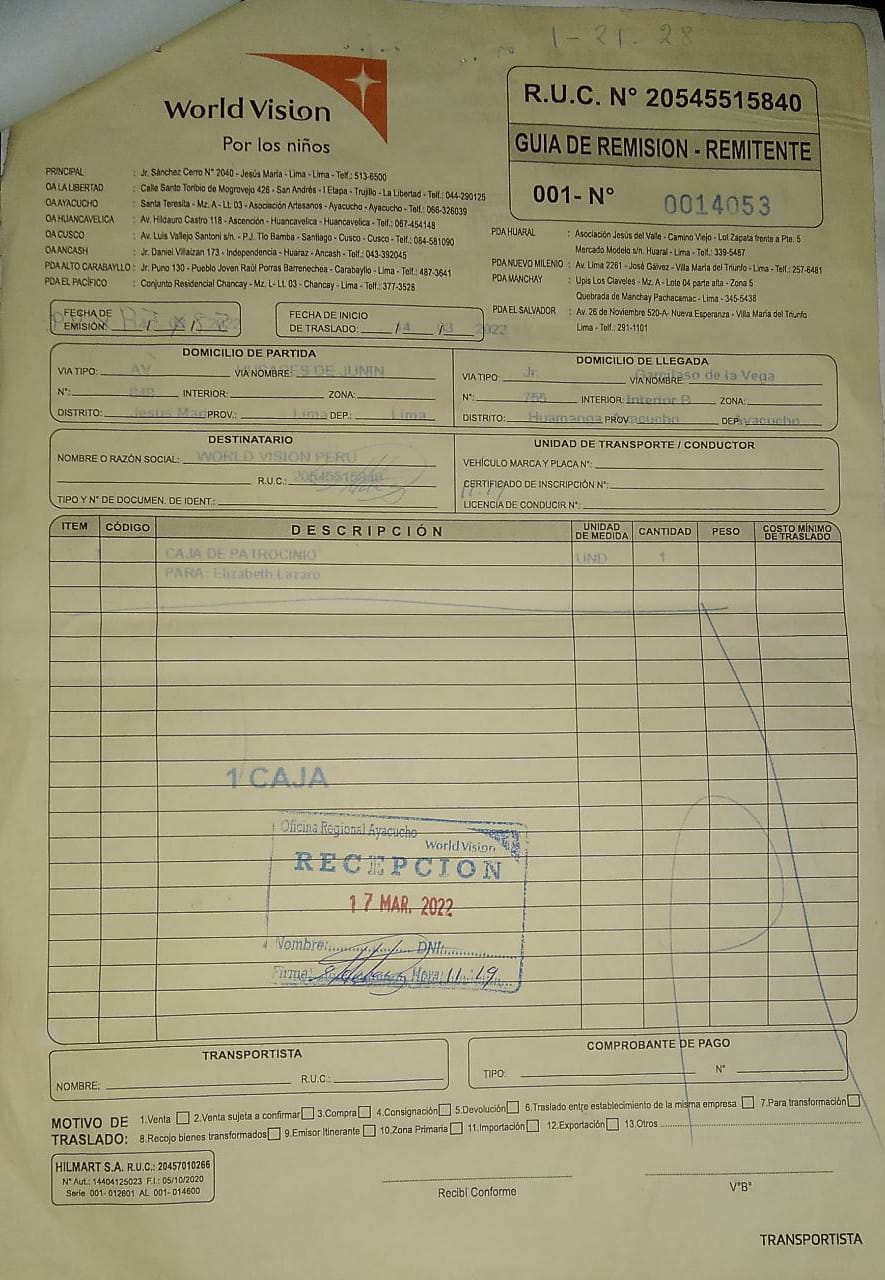 1-21.28
World Vision
Por los niños
R.U.C. N° 20545515840
GUIA DE REMISION - REMITENTE
001- N° 0014053
PRINCIPAL : Jr. Sánchez Cerro N° 2040 - Jesús María - Lima - Lima - Telf.: 513-6500
OA LA LIBERTAD : Calle Santo Toribio de Mogrovejo 426 - San Andrés - I Etapa - Trujillo - La Libertad - Telf.: 044-290125
OA AYACUCHO : Santa Teresita - Mz. A - Lt. 03 - Asociación Artesanos - Ayacucho - Ayacucho - Telf.: 066-326039
OA HUANCAVELICA : Av. Hildauro Castro 118 - Ascención - Huancavelica - Huancavelica - Telf.: 067-454148
OA CUSCO : Av. Luis Vallejo Santoni s/n. - P.J. Tío Bamba - Santiago - Cusco - Cusco - Telf.: 084-581090
OA ANCASH : Jr. Daniel Villaizan 173 - Independencia - Huaraz - Ancash - Telf.: 043-392045
PDA ALTO CARABAYLLO : Jr. Puno 130 - Pueblo Joven Raúl Porras Barrenechea - Carabayllo - Lima - Telf.: 487-3641
PDA EL PACÍFICO : Conjunto Residencial Chancay - Mz. L- Lt. 03 - Chancay - Lima - Telf.: 377-3528
PDA HUARAL : Asociación Jesús del Valle - Camino Viejo - Lot Zapata frente a Pte. 5
Mercado Modelo s/n. Huaral - Lima - Telf.: 339-5487
PDA NUEVO MILENIO : Av. Lima 2261 - José Gálvez - Villa María del Triunfo - Lima - Telf.: 257-6481
PDA MANCHAY : Upis Los Claveles - Mz. A - Lote 04 parte alta - Zona 5
Quebrada de Manchay Pachacamac - Lima - 345-5438
PDA EL SALVADOR : Av. 26 de Noviembre 520-A- Nueva Esperanza - Villa María del Triunfo
Lima - Telf.: 291-1101
FECHA DE
EMISIÓN:
FECHA DE INICIO
DE TRASLADO: 14 / 3 / 2022
DOMICILIO DE PARTIDA
VIA TIPO: AV VIA NOMBRE: DE JUNIN
N°: INTERIOR: ZONA:
DISTRITO: Jesus Mari PROV.: Lima DEP.: Lima
DOMICILIO DE LLEGADA
VIA TIPO: Jr. VIA NOMBRE: Garcilaso de la Vega
N°: 755 INTERIOR: Interior B ZONA:
DISTRITO: Huamanga PROV. Ayacucho DEP. Ayacucho
DESTINATARIO
NOMBRE O RAZÓN SOCIAL: WORLD VISION PERU
R.U.C.: 20545515840
TIPO Y N° DE DOCUMEN. DE IDENT.:
UNIDAD DE TRANSPORTE / CONDUCTOR
VEHÍCULO MARCA Y PLACA N°:
CERTIFICADO DE INSCRIPCIÓN N°:
LICENCIA DE CONDUCIR N°:
ITEM CÓDIGO DESCRIPCIÓN UNIDAD DE MEDIDA CANTIDAD PESO COSTO MÍNIMO DE TRASLADO
1 CAJA DE PATROCINIO UND 1
PARA: Elizabeth Lazaro
1 CAJA
Oficina Regional Ayacucho
World Vision
RECEPCION
17 MAR. 2022
Nombre: DNI:
Firma: Hora: 11:19
TRANSPORTISTA
NOMBRE: R.U.C.:
COMPROBANTE DE PAGO
TIPO: N°
MOTIVO DE
TRASLADO:
1.Venta 2.Venta sujeta a confirmar 3.Compra 4.Consignación 5.Devolución 6.Traslado entre establecimiento de la misma empresa 7.Para transformación
8.Recojo bienes transformados 9.Emisor Itinerante 10.Zona Primaria 11.Importación 12.Exportación 13.Otros
HILMART S.A. R.U.C.: 20457010266
N° Aut.: 14404125023 F.I.: 05/10/2020
Serie 001- 012601 AL 001- 014600
Recibí Conforme
V°B°
TRANSPORTISTA